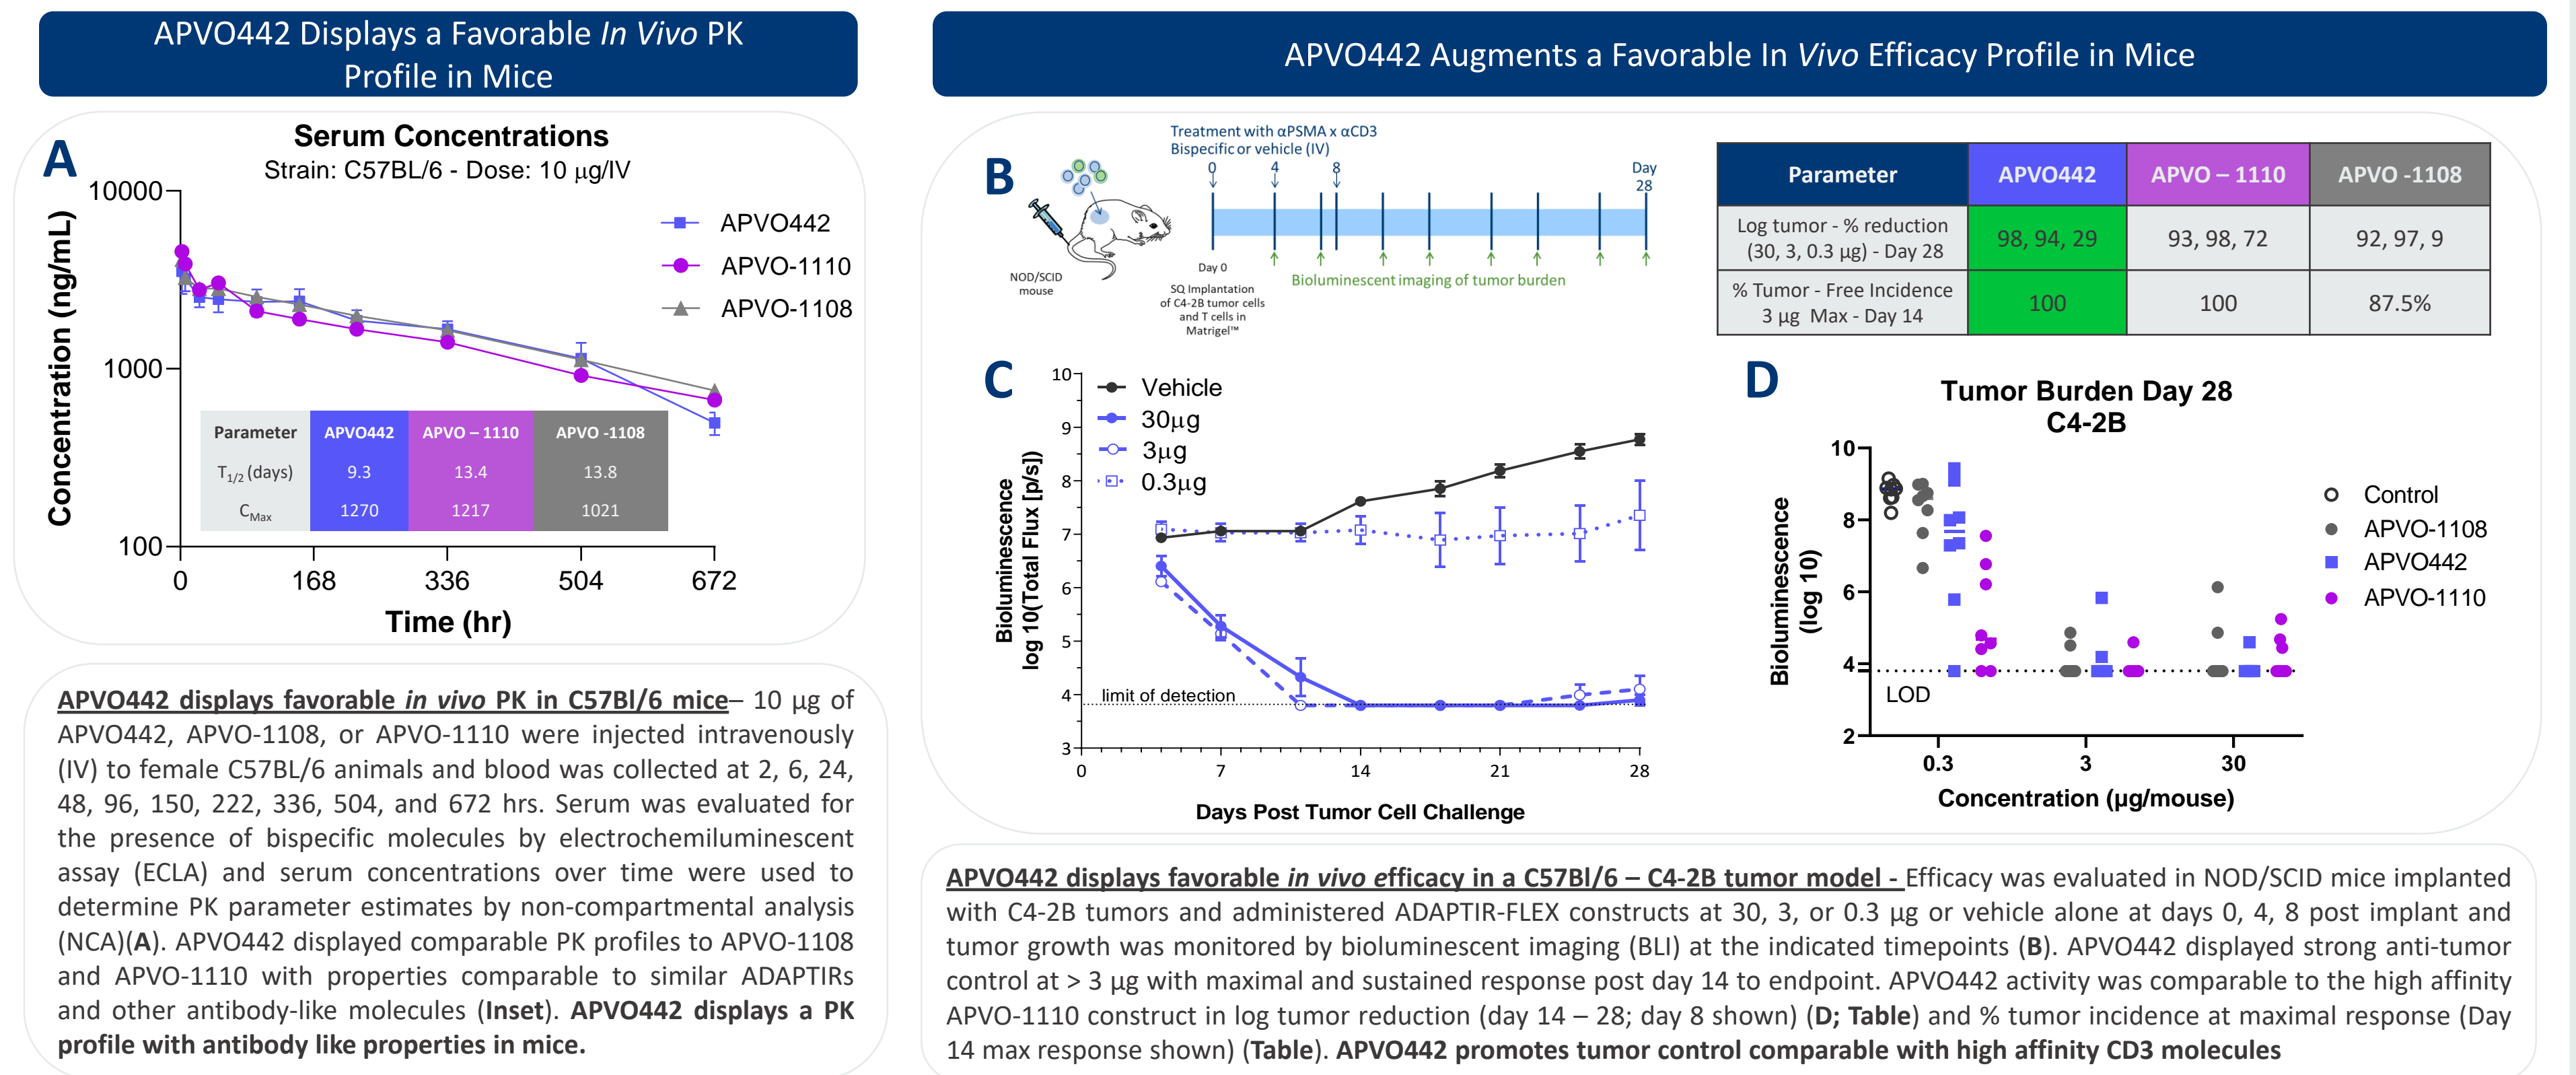 APVO442 Displays a Favorable In Vivo PK
Profile in Mice
A
Serum Concentrations
Strain: C57BL/6 - Dose: 10 µg/IV
Concentration (ng/mL)
10000
1000
100
0
168
336
504
672
Time (hr)
APVO442
APVO-1110
APVO-1108
Parameter APVO442 APVO – 1110 APVO -1108
T1/2 (days) 9.3 13.4 13.8
CMax 1270 1217 1021
APVO442 displays favorable in vivo PK in C57Bl/6 mice– 10 µg of
APVO442, APVO-1108, or APVO-1110 were injected intravenously
(IV) to female C57BL/6 animals and blood was collected at 2, 6, 24,
48, 96, 150, 222, 336, 504, and 672 hrs. Serum was evaluated for
the presence of bispecific molecules by electrochemiluminescent
assay (ECLA) and serum concentrations over time were used to
determine PK parameter estimates by non-compartmental analysis
(NCA)(A). APVO442 displayed comparable PK profiles to APVO-1108
and APVO-1110 with properties comparable to similar ADAPTIRs
and other antibody-like molecules (Inset). APVO442 displays a PK
profile with antibody like properties in mice.
APVO442 Augments a Favorable In Vivo Efficacy Profile in Mice
B
Treatment with αPSMA x αCD3
Bispecific or vehicle (IV)
0 4 8
Day
28
NOD/SCID
mouse
Day 0
SQ Implantation
of C4-2B tumor cells
and T cells in
Matrigel™
Bioluminescent imaging of tumor burden
Parameter APVO442 APVO – 1110 APVO -1108
Log tumor - % reduction
(30, 3, 0.3 µg) - Day 28
98, 94, 29 93, 98, 72 92, 97, 9
% Tumor - Free Incidence
3 µg Max - Day 14
100 100 87.5%
C
Bioluminescence
log 10(Total Flux [p/s])
10
9
8
7
6
5
4
3
Vehicle
30µg
3µg
0.3µg
limit of detection
0 7 14 21 28
Days Post Tumor Cell Challenge
D
Tumor Burden Day 28
C4-2B
Bioluminescence
(log 10)
10
8
6
4
2
LOD
0.3 3 30
Concentration (µg/mouse)
Control
APVO-1108
APVO442
APVO-1110
APVO442 displays favorable in vivo efficacy in a C57Bl/6 – C4-2B tumor model - Efficacy was evaluated in NOD/SCID mice implanted
with C4-2B tumors and administered ADAPTIR-FLEX constructs at 30, 3, or 0.3 µg or vehicle alone at days 0, 4, 8 post implant and
tumor growth was monitored by bioluminescent imaging (BLI) at the indicated timepoints (B). APVO442 displayed strong anti-tumor
control at > 3 µg with maximal and sustained response post day 14 to endpoint. APVO442 activity was comparable to the high affinity
APVO-1110 construct in log tumor reduction (day 14 – 28; day 8 shown) (D; Table) and % tumor incidence at maximal response (Day
14 max response shown) (Table). APVO442 promotes tumor control comparable with high affinity CD3 molecules